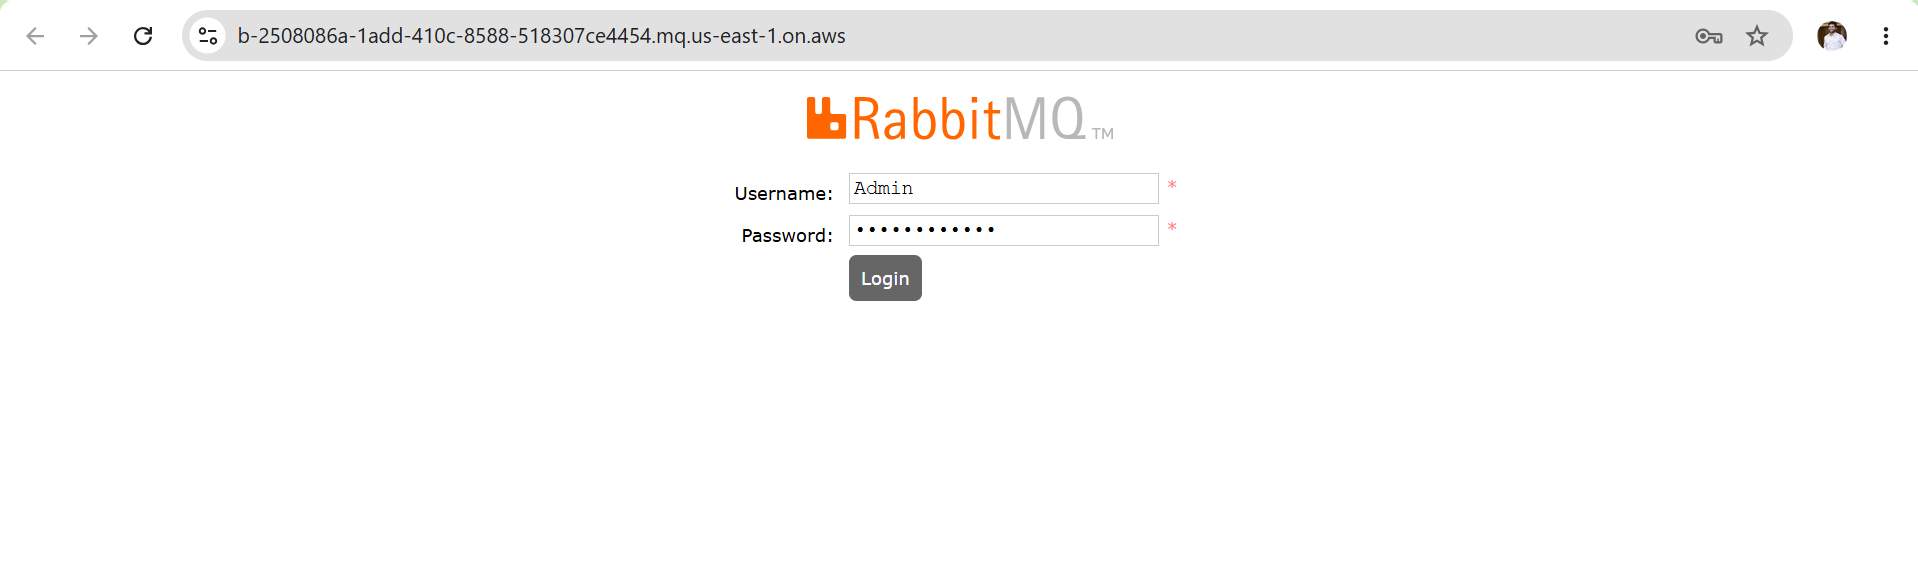 b-2508086a-1add-410c-8588-518307ce4454.mq.us-east-1.on.aws
RabbitMQ TM
Username: Admin *
Password: •••••••••••• *
Login